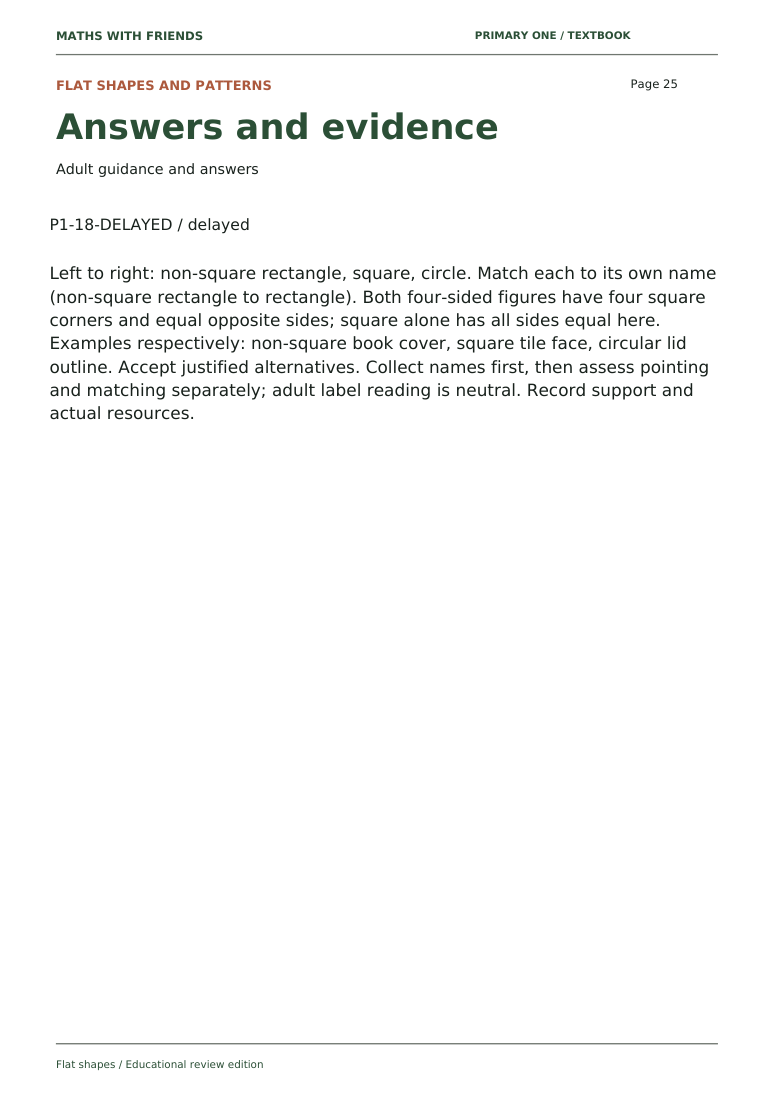 MATHS WITH FRIENDS
PRIMARY ONE / TEXTBOOK
FLAT SHAPES AND PATTERNS
Page 25
Answers and evidence
Adult guidance and answers
P1-18-DELAYED / delayed
Left to right: non-square rectangle, square, circle. Match each to its own name
(non-square rectangle to rectangle). Both four-sided figures have four square
corners and equal opposite sides; square alone has all sides equal here.
Examples respectively: non-square book cover, square tile face, circular lid
outline. Accept justified alternatives. Collect names first, then assess pointing
and matching separately; adult label reading is neutral. Record support and
actual resources.
Flat shapes / Educational review edition